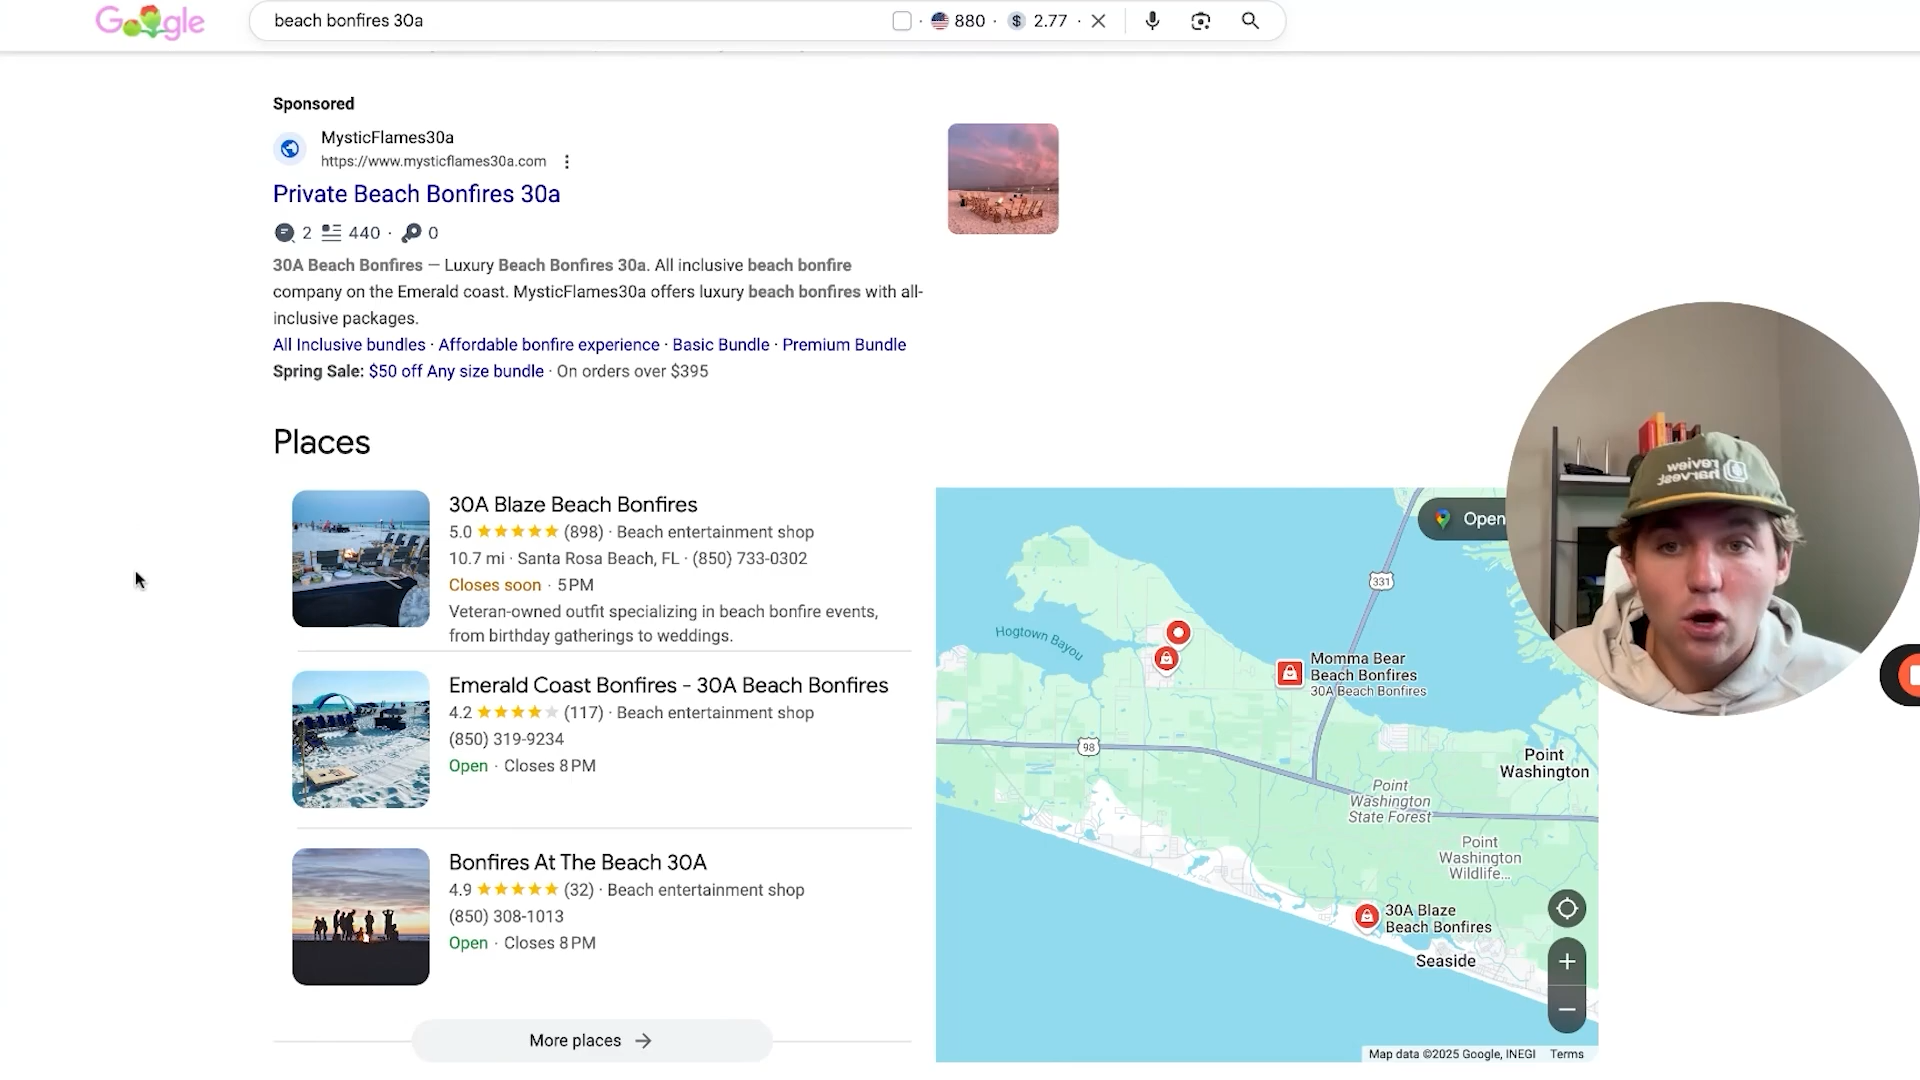 Google
beach bonfires 30a
880 · $ 2.77 ·
Sponsored
MysticFlames30a
https://www.mysticflames30a.com
Private Beach Bonfires 30a
2 440 · 0
30A Beach Bonfires — Luxury Beach Bonfires 30a. All inclusive beach bonfire
company on the Emerald coast. MysticFlames30a offers luxury beach bonfires with all-
inclusive packages.
All Inclusive bundles · Affordable bonfire experience · Basic Bundle · Premium Bundle
Spring Sale: $50 off Any size bundle · On orders over $395
Places
30A Blaze Beach Bonfires
5.0 (898) · Beach entertainment shop
10.7 mi · Santa Rosa Beach, FL · (850) 733-0302
Closes soon · 5 PM
Veteran-owned outfit specializing in beach bonfire events,
from birthday gatherings to weddings.
Emerald Coast Bonfires - 30A Beach Bonfires
4.2 (117) · Beach entertainment shop
(850) 319-9234
Open · Closes 8 PM
Bonfires At The Beach 30A
4.9 (32) · Beach entertainment shop
(850) 308-1013
Open · Closes 8 PM
More places
Open
331
Hogtown Bayou
Momma Bear
Beach Bonfires
30A Beach Bonfires
98
Point
Washington
Point
Washington
State Forest
Point
Washington
Wildlife...
30A Blaze
Beach Bonfires
Seaside
Map data ©2025 Google, INEGI Terms
review
harvest